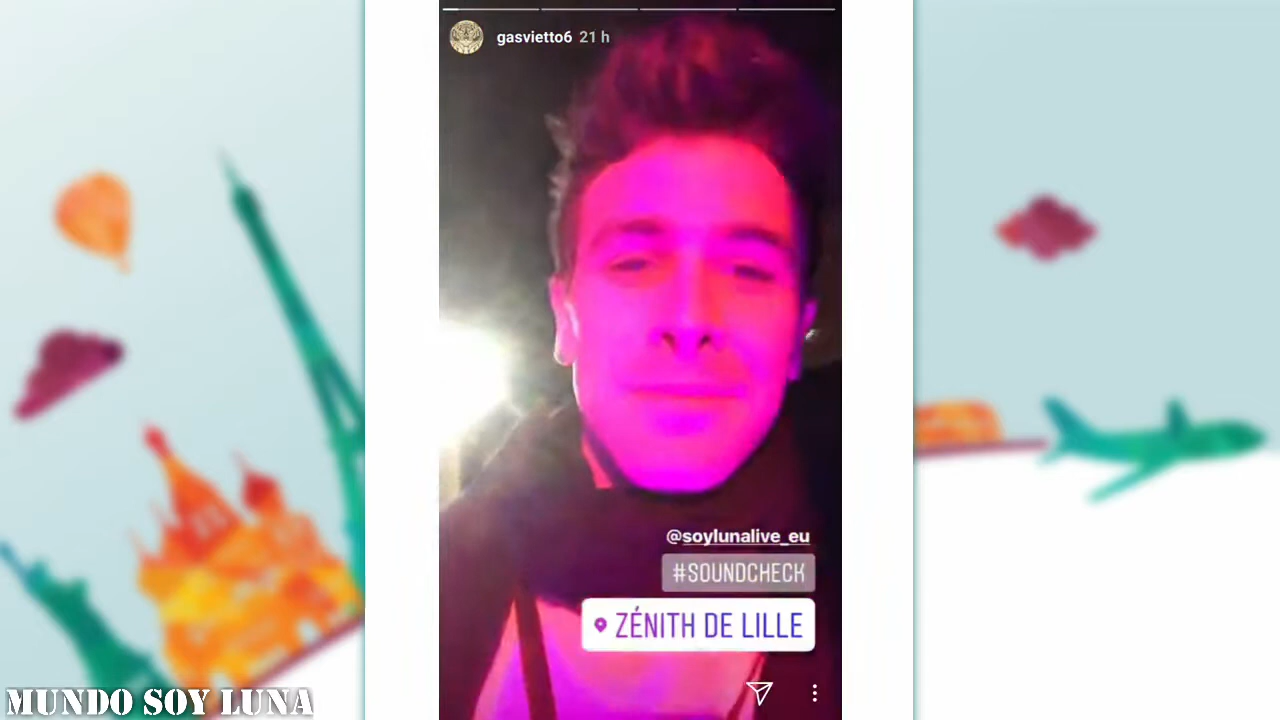 gasvietto6 21 h
@soylunalive_eu
#SOUNDCHECK
ZÉNITH DE LILLE
MUNDO SOY LUNA